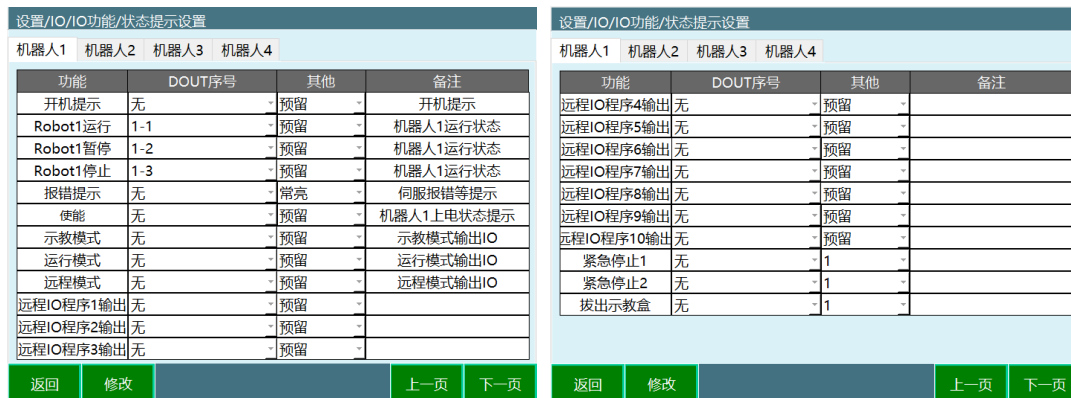 设置/IO/IO功能/状态提示设置
机器人1 机器人2 机器人3 机器人4
功能 DOUT序号 其他 备注
开机提示 无 预留 开机提示
Robot1运行 1-1 预留 机器人1运行状态
Robot1暂停 1-2 预留 机器人1运行状态
Robot1停止 1-3 预留 机器人1运行状态
报错提示 无 常亮 伺服报错等提示
使能 无 预留 机器人1上电状态提示
示教模式 无 预留 示教模式输出IO
运行模式 无 预留 运行模式输出IO
远程模式 无 预留 远程模式输出IO
远程IO程序1输出 无 预留
远程IO程序2输出 无 预留
远程IO程序3输出 无 预留
返回 修改 上一页 下一页
设置/IO/IO功能/状态提示设置
机器人1 机器人2 机器人3 机器人4
功能 DOUT序号 其他 备注
远程IO程序4输出 无 预留
远程IO程序5输出 无 预留
远程IO程序6输出 无 预留
远程IO程序7输出 无 预留
远程IO程序8输出 无 预留
远程IO程序9输出 无 预留
远程IO程序10输出 无 预留
紧急停止1 无 1
紧急停止2 无 1
拔出示教盒 无 1
返回 修改 上一页 下一页